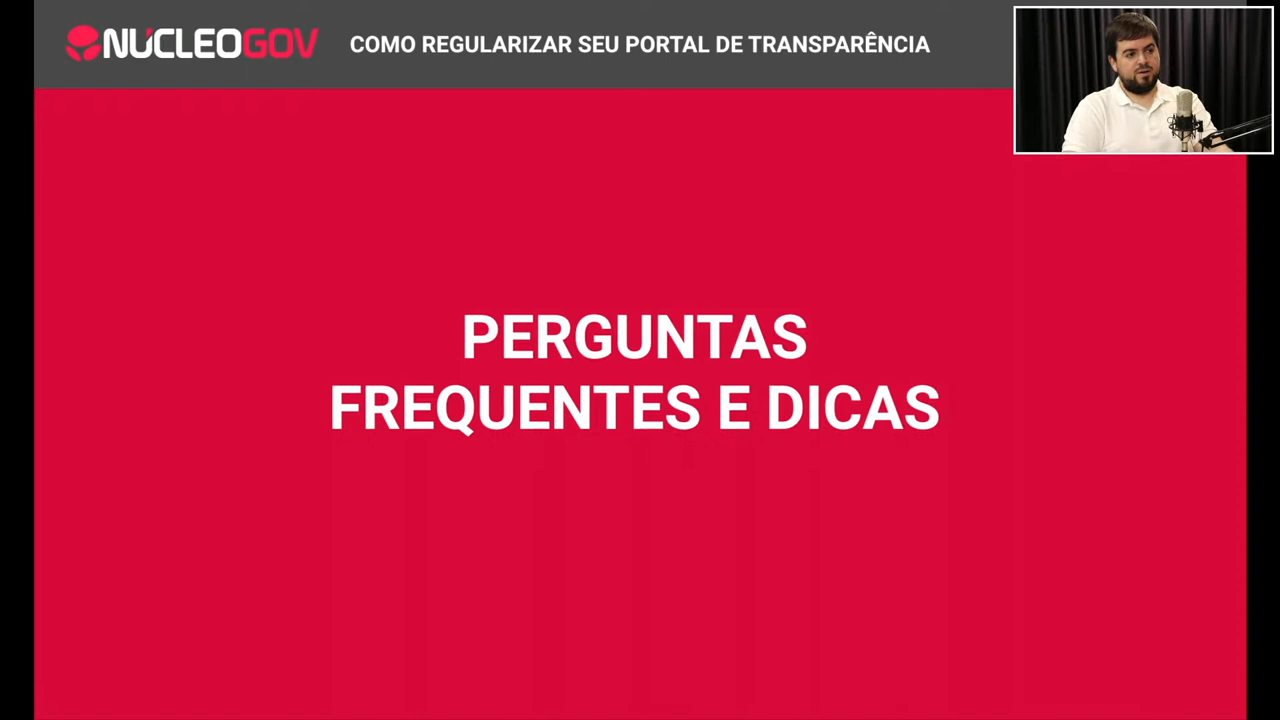 NÚCLEOGOV
COMO REGULARIZAR SEU PORTAL DE TRANSPARÊNCIA
PERGUNTAS
FREQUENTES E DICAS